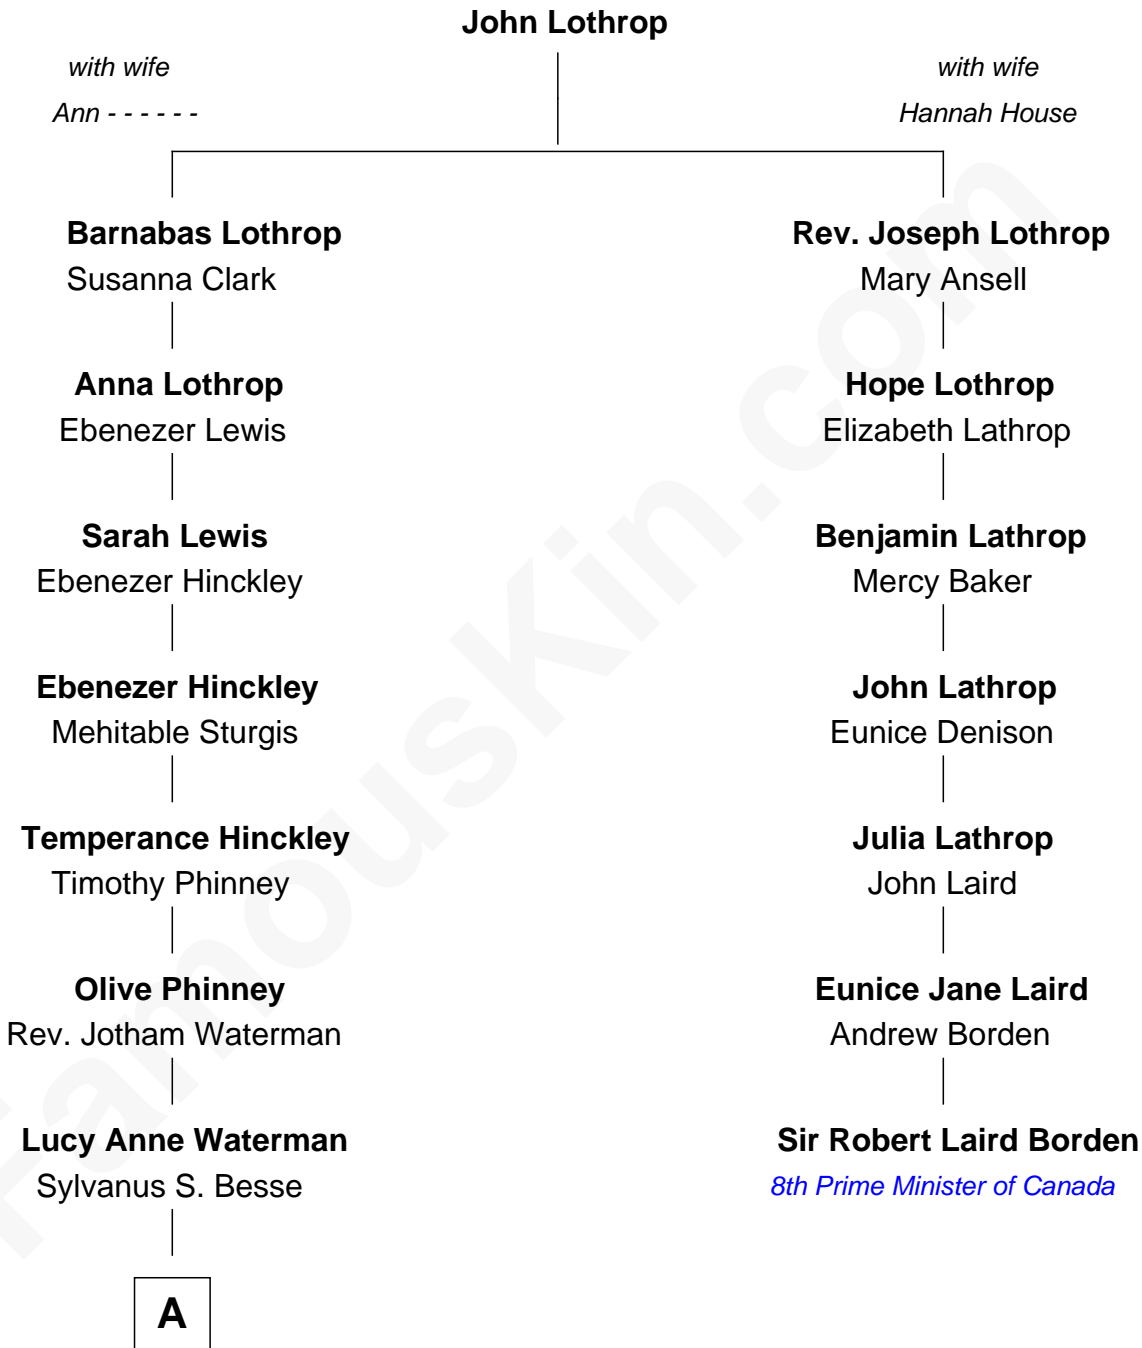 John Lothrop
with wife
Ann - - - - - -
with wife
Hannah House
Barnabas Lothrop
Susanna Clark
Rev. Joseph Lothrop
Mary Ansell
Anna Lothrop
Ebenezer Lewis
Hope Lothrop
Elizabeth Lathrop
Sarah Lewis
Ebenezer Hinckley
Benjamin Lathrop
Mercy Baker
Ebenezer Hinckley
Mehitable Sturgis
John Lathrop
Eunice Denison
Temperance Hinckley
Timothy Phinney
Julia Lathrop
John Laird
Olive Phinney
Rev. Jotham Waterman
Eunice Jane Laird
Andrew Borden
Lucy Anne Waterman
Sylvanus S. Besse
Sir Robert Laird Borden
8th Prime Minister of Canada
A
FamousKin.com